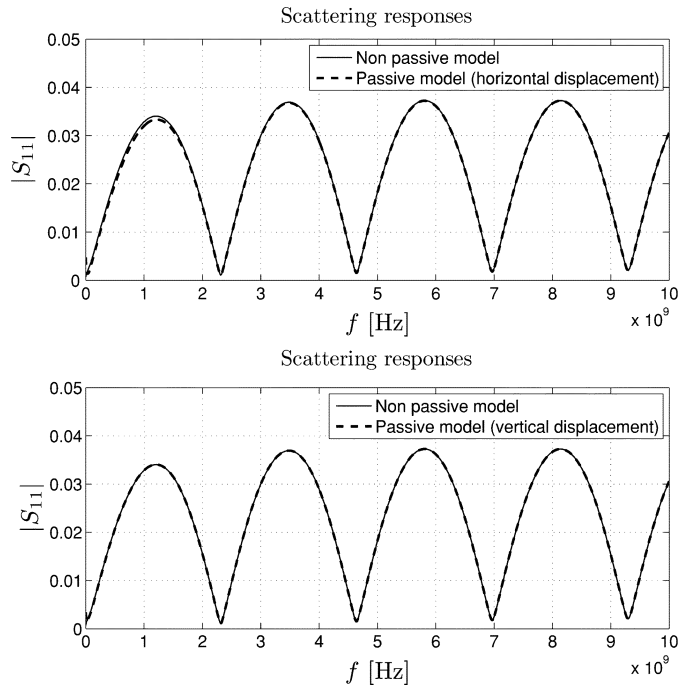 Scattering responses
0.05
0.04
0.03
0.02
0.01
0
|S11|
Non passive model
Passive model (horizontal displacement)
0 1 2 3 4 5 6 7 8 9 10
f [Hz]
x 10^9
Scattering responses
0.05
0.04
0.03
0.02
0.01
0
|S11|
Non passive model
Passive model (vertical displacement)
0 1 2 3 4 5 6 7 8 9 10
f [Hz]
x 10^9